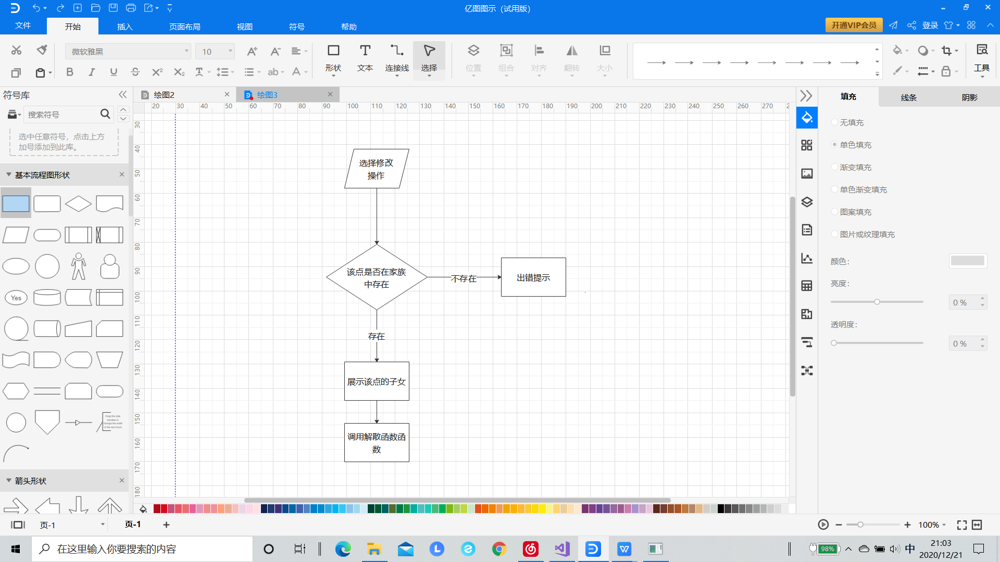 亿图图示（试用版）
文件
开始
插入
页面布局
视图
符号
帮助
开通VIP会员
登录
微软雅黑
10
形状
文本
连接线
选择
位置
组合
对齐
翻转
大小
工具
符号库
绘图2
绘图3
填充
线条
阴影
搜索符号
20 30 40 50 60 70 80 90 100 110 120 130 140 150 160 170 180 190 200 210 220 230 240 250 260 270
选中任意符号，点击上方
加号添加到此库。
基本流程图形状
Yes
Drag the side
handles to
change the width
of the text block.
箭头形状
30
40
50
60
70
80
90
100
110
120
130
140
150
160
170
180
选择修改
操作
该点是否在家族
中存在
不存在
出错提示
存在
展示该点的子女
调用解散函数函
数
无填充
单色填充
渐变填充
单色渐变填充
图案填充
图片或纹理填充
颜色：
亮度：
0 %
透明度：
0 %
页-1
页-1
100%
在这里输入你要搜索的内容
98%
中
21:03
2020/12/21